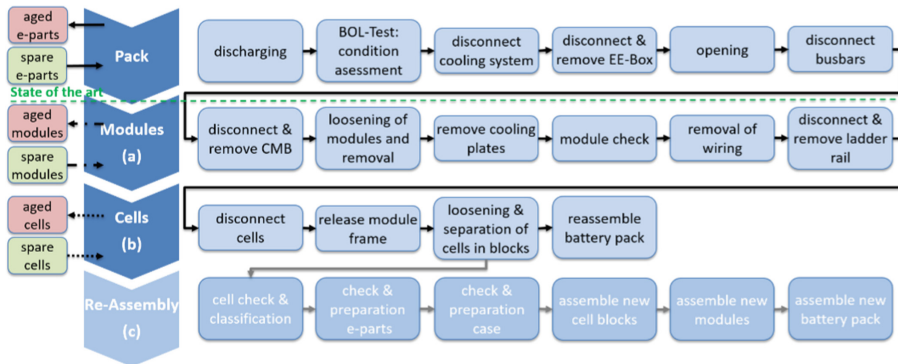 aged
e-parts
spare
e-parts
Pack
discharging
BOL-Test:
condition
asessment
disconnect
cooling system
disconnect &
remove EE-Box
opening
disconnect
busbars
State of the art
aged
modules
spare
modules
Modules
(a)
disconnect &
remove CMB
loosening of
modules and
removal
remove cooling
plates
module check
removal of
wiring
disconnect &
remove ladder
rail
aged
cells
spare
cells
Cells
(b)
disconnect
cells
release module
frame
loosening &
separation of
cells in blocks
reassemble
battery pack
Re-Assembly
(c)
cell check &
classification
check &
preparation
e-parts
check &
preparation
case
assemble new
cell blocks
assemble new
modules
assemble new
battery pack